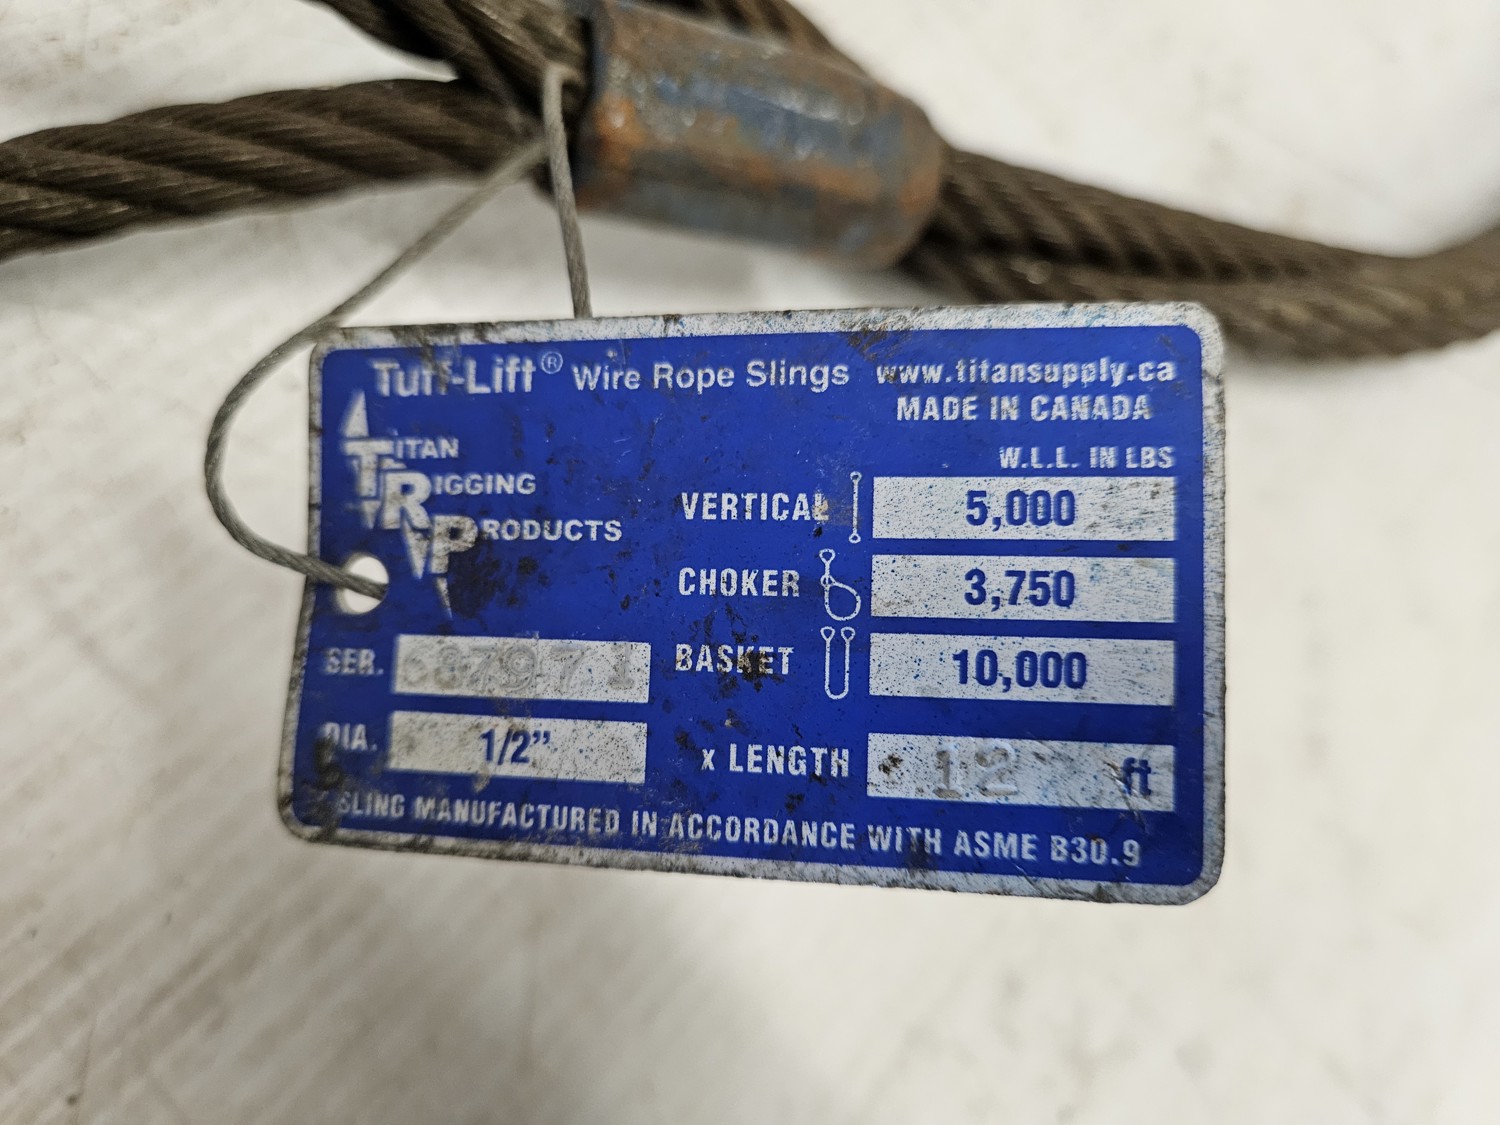 Tuff-Lift® Wire Rope Slings www.titansupply.ca
MADE IN CANADA
TITAN
RIGGING
PRODUCTS
W.L.L. IN LBS
VERTICAL 5,000
CHOKER 3,750
BASKET 10,000
SER. 687971
DIA. 1/2”
x LENGTH 12 ft
SLING MANUFACTURED IN ACCORDANCE WITH ASME B30.9